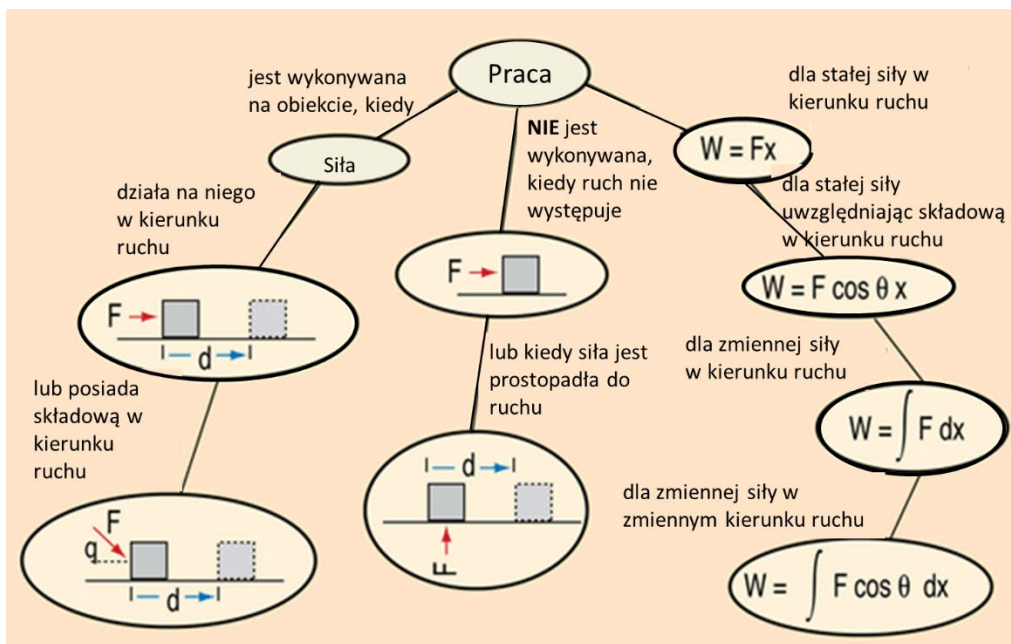 Praca
jest wykonywana
na obiekcie, kiedy
Siła
działa na niego
w kierunku
ruchu
F
d
lub posiada
składową w
kierunku
ruchu
F
q
d
NIE jest
wykonywana,
kiedy ruch nie
występuje
F
lub kiedy siła jest
prostopadła do
ruchu
d
F
dla stałej siły w
kierunku ruchu
W = Fx
dla stałej siły
uwzględniając składową
w kierunku ruchu
W = F cos θ x
dla zmiennej siły
w kierunku ruchu
W = ∫ F dx
dla zmiennej siły w
zmiennym kierunku ruchu
W = ∫ F cos θ dx